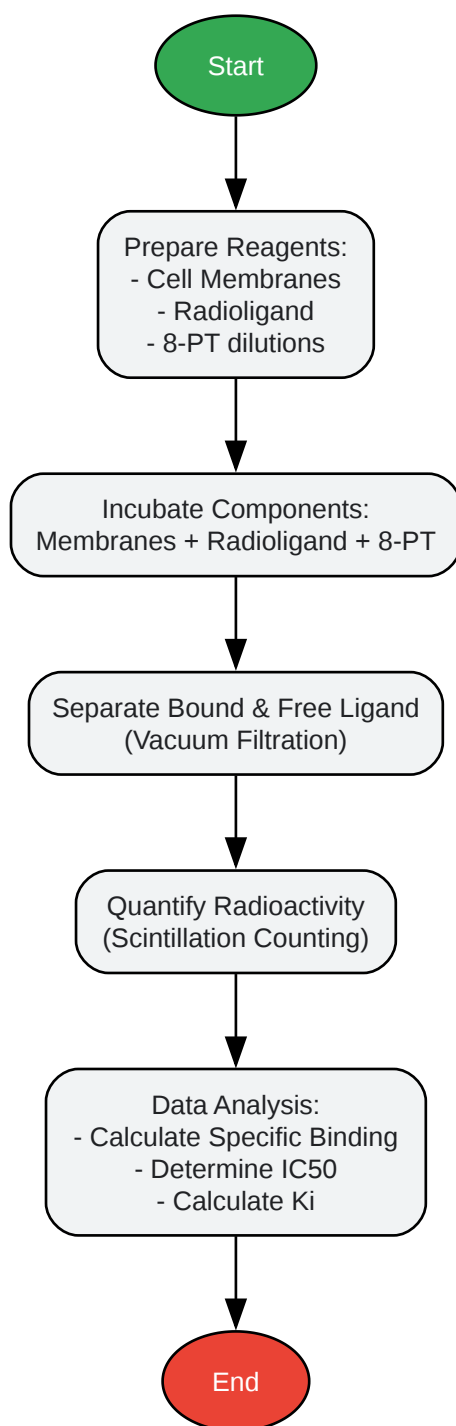 Start
Prepare Reagents:
- Cell Membranes
- Radioligand
- 8-PT dilutions
Incubate Components:
Membranes + Radioligand + 8-PT
Separate Bound & Free Ligand
(Vacuum Filtration)
Quantify Radioactivity
(Scintillation Counting)
Data Analysis:
- Calculate Specific Binding
- Determine IC50
- Calculate Ki
End